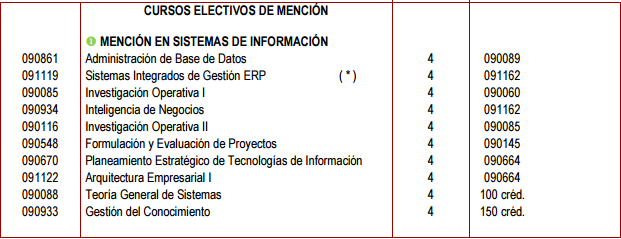 CURSOS ELECTIVOS DE MENCIÓN
1 MENCIÓN EN SISTEMAS DE INFORMACIÓN
090861 Administración de Base de Datos 4 090089
091119 Sistemas Integrados de Gestión ERP ( * ) 4 091162
090085 Investigación Operativa I 4 090060
090934 Inteligencia de Negocios 4 091162
090116 Investigación Operativa II 4 090085
090548 Formulación y Evaluación de Proyectos 4 090145
090670 Planeamiento Estratégico de Tecnologías de Información 4 090664
091122 Arquitectura Empresarial I 4 090664
090088 Teoría General de Sistemas 4 100 créd.
090933 Gestión del Conocimiento 4 150 créd.